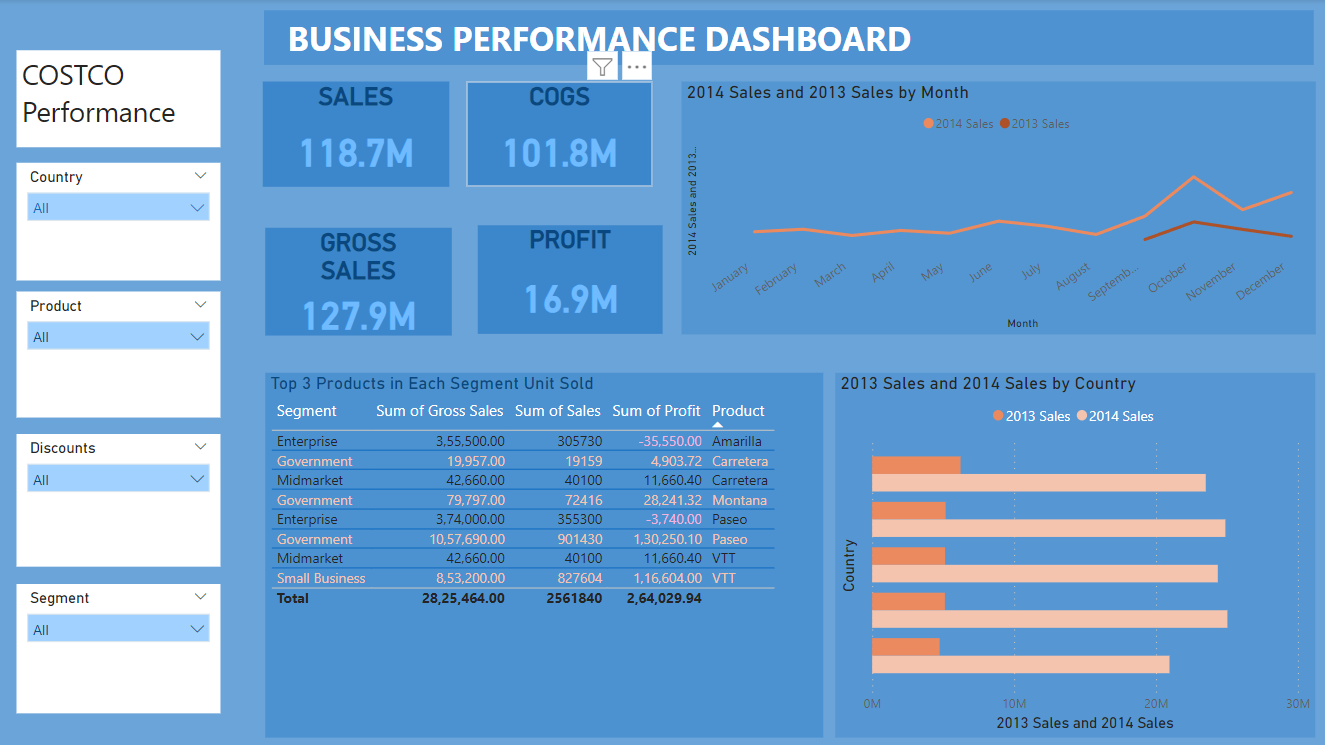 BUSINESS PERFORMANCE DASHBOARD
COSTCO
Performance
Country
All
Product
All
Discounts
All
Segment
All
SALES
118.7M
COGS
101.8M
GROSS
SALES
127.9M
PROFIT
16.9M
2014 Sales and 2013 Sales by Month
2014 Sales 2013 Sales
2014 Sales and 2013...
January February March April May June July August Septemb... October November December
Month
Top 3 Products in Each Segment Unit Sold
Segment Sum of Gross Sales Sum of Sales Sum of Profit Product
Enterprise 3,55,500.00 305730 -35,550.00 Amarilla
Government 19,957.00 19159 4,903.72 Carretera
Midmarket 42,660.00 40100 11,660.40 Carretera
Government 79,797.00 72416 28,241.32 Montana
Enterprise 3,74,000.00 355300 -3,740.00 Paseo
Government 10,57,690.00 901430 1,30,250.10 Paseo
Midmarket 42,660.00 40100 11,660.40 VTT
Small Business 8,53,200.00 827604 1,16,604.00 VTT
Total 28,25,464.00 2561840 2,64,029.94
2013 Sales and 2014 Sales by Country
2013 Sales 2014 Sales
Country
0M 10M 20M 30M
2013 Sales and 2014 Sales